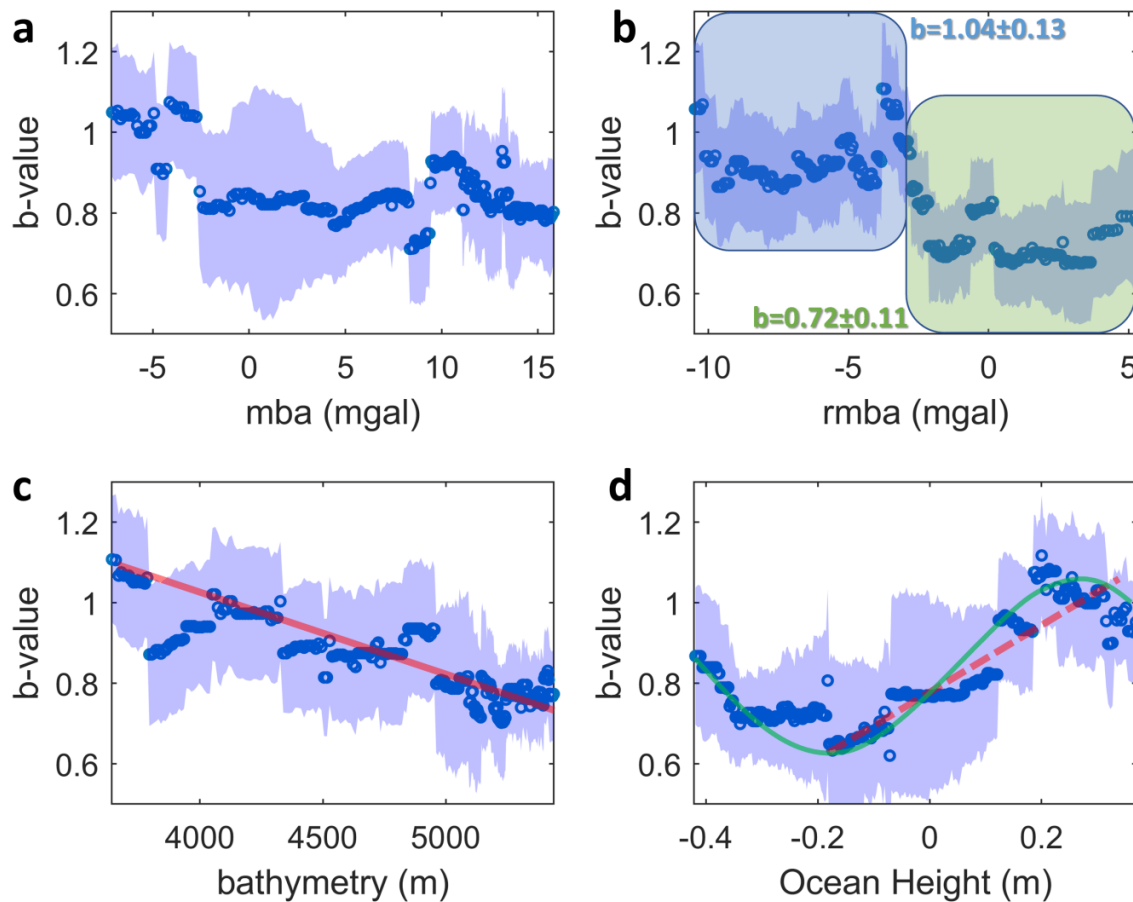 a
1.2
1
0.8
0.6
b-value
-5
0
5
10
15
mba (mgal)
b
b=1.04±0.13
b=0.72±0.11
1.2
1
0.8
0.6
b-value
-10
-5
0
5
rmba (mgal)
c
1.2
1
0.8
0.6
b-value
4000
4500
5000
bathymetry (m)
d
1.2
1
0.8
0.6
b-value
-0.4
-0.2
0
0.2
Ocean Height (m)